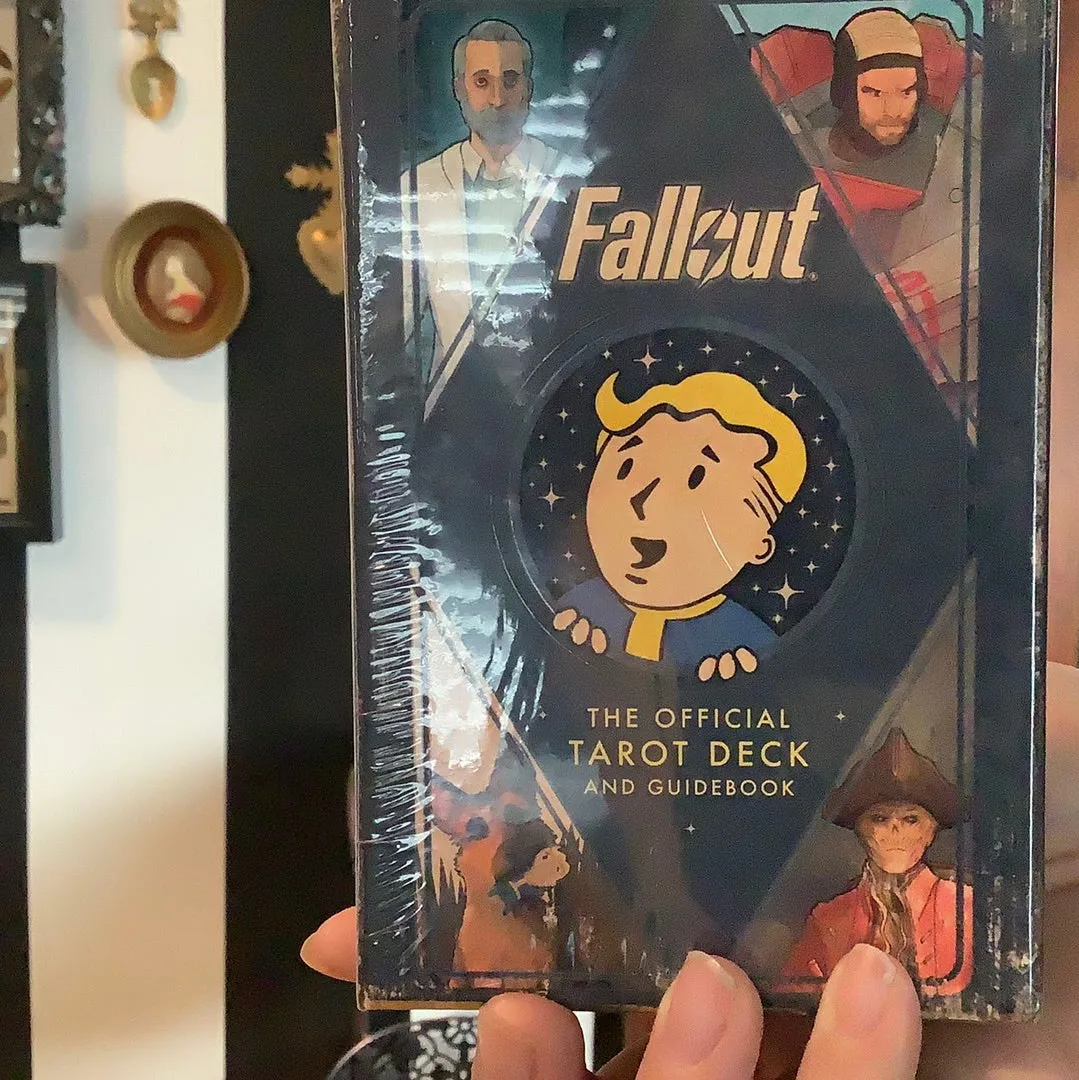 Fallout
THE OFFICIAL
TAROT DECK
AND GUIDEBOOK